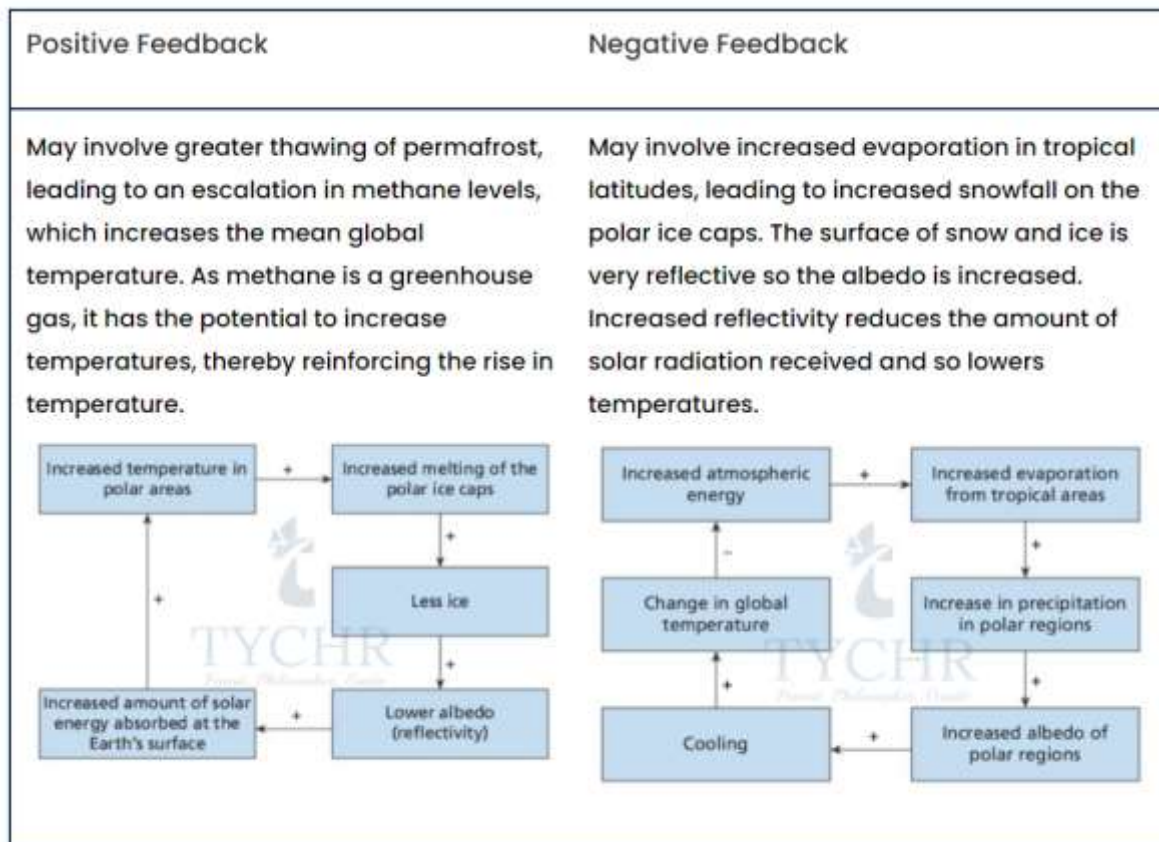 Positive Feedback
Negative Feedback
May involve greater thawing of permafrost,
leading to an escalation in methane levels,
which increases the mean global
temperature. As methane is a greenhouse
gas, it has the potential to increase
temperatures, thereby reinforcing the rise in
temperature.
May involve increased evaporation in tropical
latitudes, leading to increased snowfall on the
polar ice caps. The surface of snow and ice is
very reflective so the albedo is increased.
Increased reflectivity reduces the amount of
solar radiation received and so lowers
temperatures.
Increased temperature in
polar areas
+
Increased melting of the
polar ice caps
+
Less ice
+
Lower albedo
(reflectivity)
+
Increased amount of solar
energy absorbed at the
Earth's surface
+
TYCHR
Increased atmospheric
energy
+
Increased evaporation
from tropical areas
+
Increase in precipitation
in polar regions
+
Increased albedo of
polar regions
+
Cooling
+
Change in global
temperature
–
TYCHR